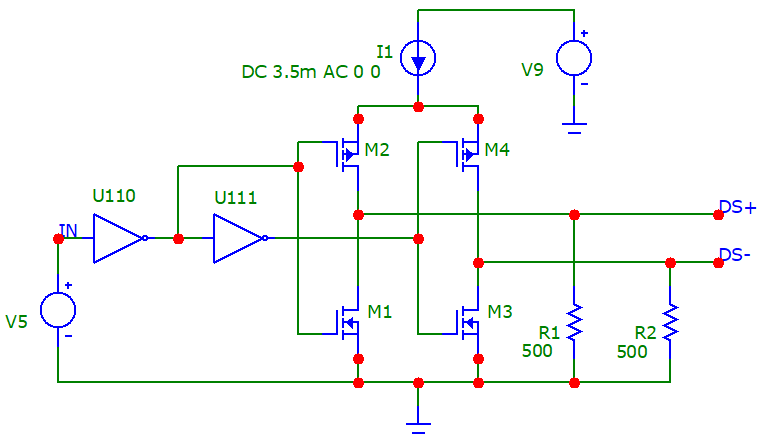 I1
DC 3.5m AC 0 0
V9
+
-
M2
M4
U110
U111
DS+
IN
DS-
+
V5
-
M1
M3
R1
500
R2
500